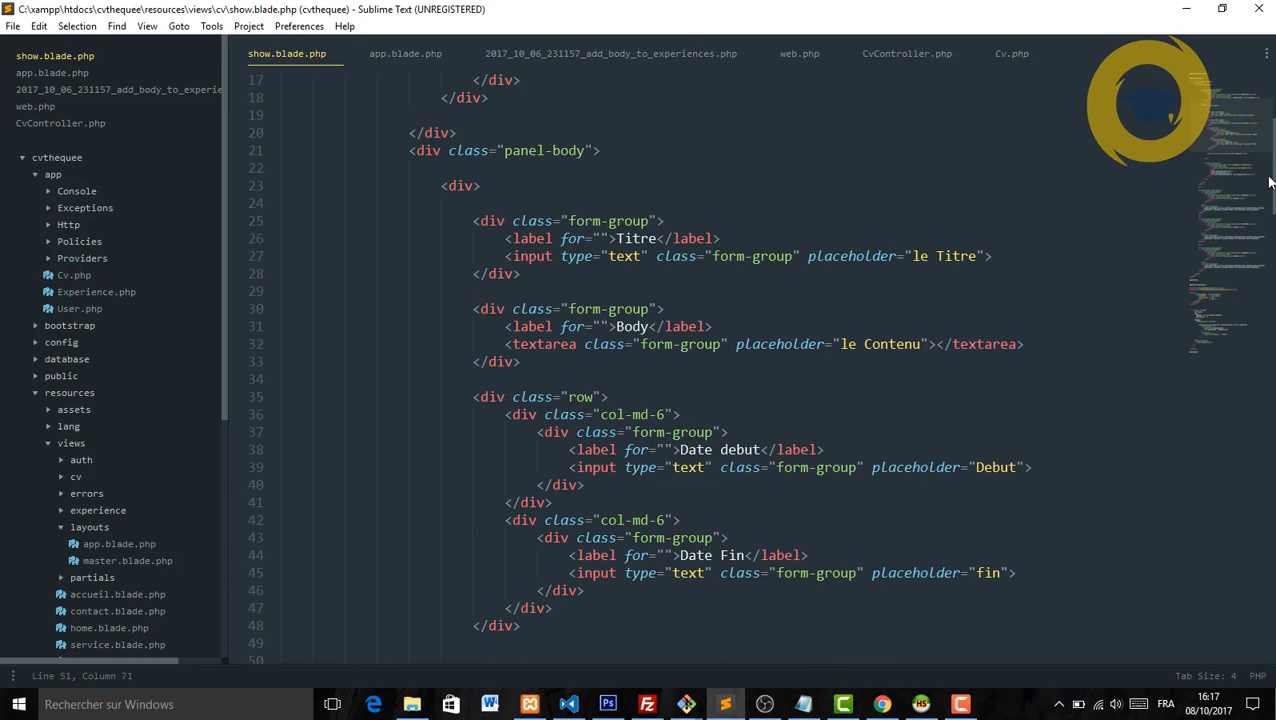 C:\xampp\htdocs\cvthequee\resources\views\cv\show.blade.php (cvthequee) - Sublime Text (UNREGISTERED)
File Edit Selection Find View Goto Tools Project Preferences Help
show.blade.php
app.blade.php
2017_10_06_231157_add_body_to_experie
web.php
CvController.php
cvthequee
app
Console
Exceptions
Http
Policies
Providers
Cv.php
Experience.php
User.php
bootstrap
config
database
public
resources
assets
lang
views
auth
cv
errors
experience
layouts
app.blade.php
master.blade.php
partials
accueil.blade.php
contact.blade.php
home.blade.php
service.blade.php
show.blade.php app.blade.php 2017_10_06_231157_add_body_to_experiences.php web.php CvController.php Cv.php
17 </div>
18 </div>
19
20 </div>
21 <div class="panel-body">
22
23 <div>
24
25 <div class="form-group">
26 <label for="">Titre</label>
27 <input type="text" class="form-group" placeholder="le Titre">
28 </div>
29
30 <div class="form-group">
31 <label for="">Body</label>
32 <textarea class="form-group" placeholder="le Contenu"></textarea>
33 </div>
34
35 <div class="row">
36 <div class="col-md-6">
37 <div class="form-group">
38 <label for="">Date debut</label>
39 <input type="text" class="form-group" placeholder="Debut">
40 </div>
41 </div>
42 <div class="col-md-6">
43 <div class="form-group">
44 <label for="">Date Fin</label>
45 <input type="text" class="form-group" placeholder="fin">
46 </div>
47 </div>
48 </div>
49
50
Line 51, Column 71 Tab Size: 4 PHP
Rechercher sur Windows
FRA
16:17
08/10/2017